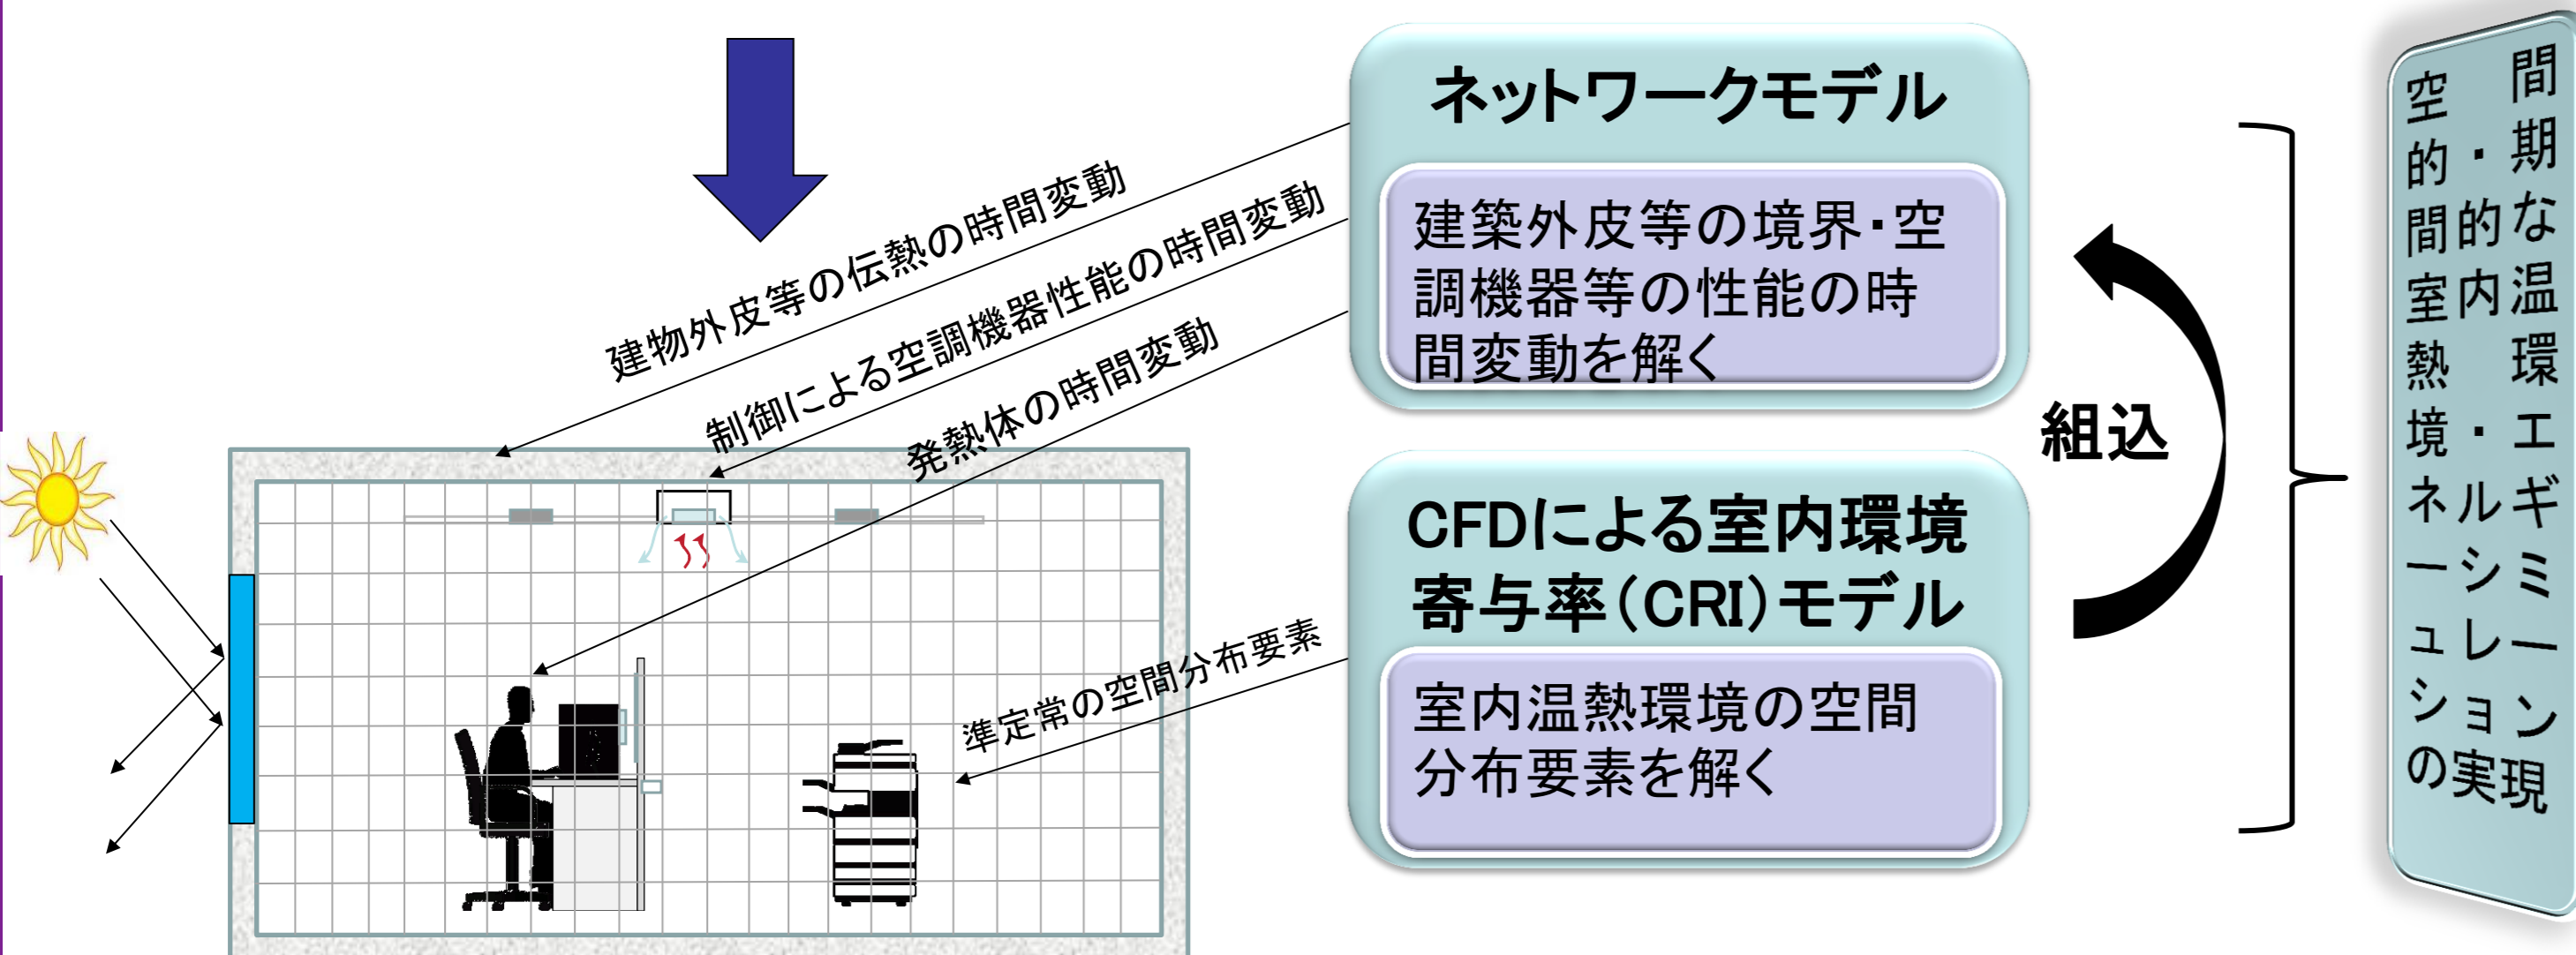 ネットワークモデル
建築外皮等の境界・空
調機器等の性能の時
間変動を解く
建物外皮等の伝熱の時間変動
制御による空調機器性能の時間変動
発熱体の時間変動
組込
CFDによる室内環境
寄与率（CRI）モデル
室内温熱環境の空間
分布要素を解く
準定常の空間分布要素
空　間
的・期
間的な
室内温
熱　環
境・エ
ネルギ
ーシミ
ュレー
ション
の実現